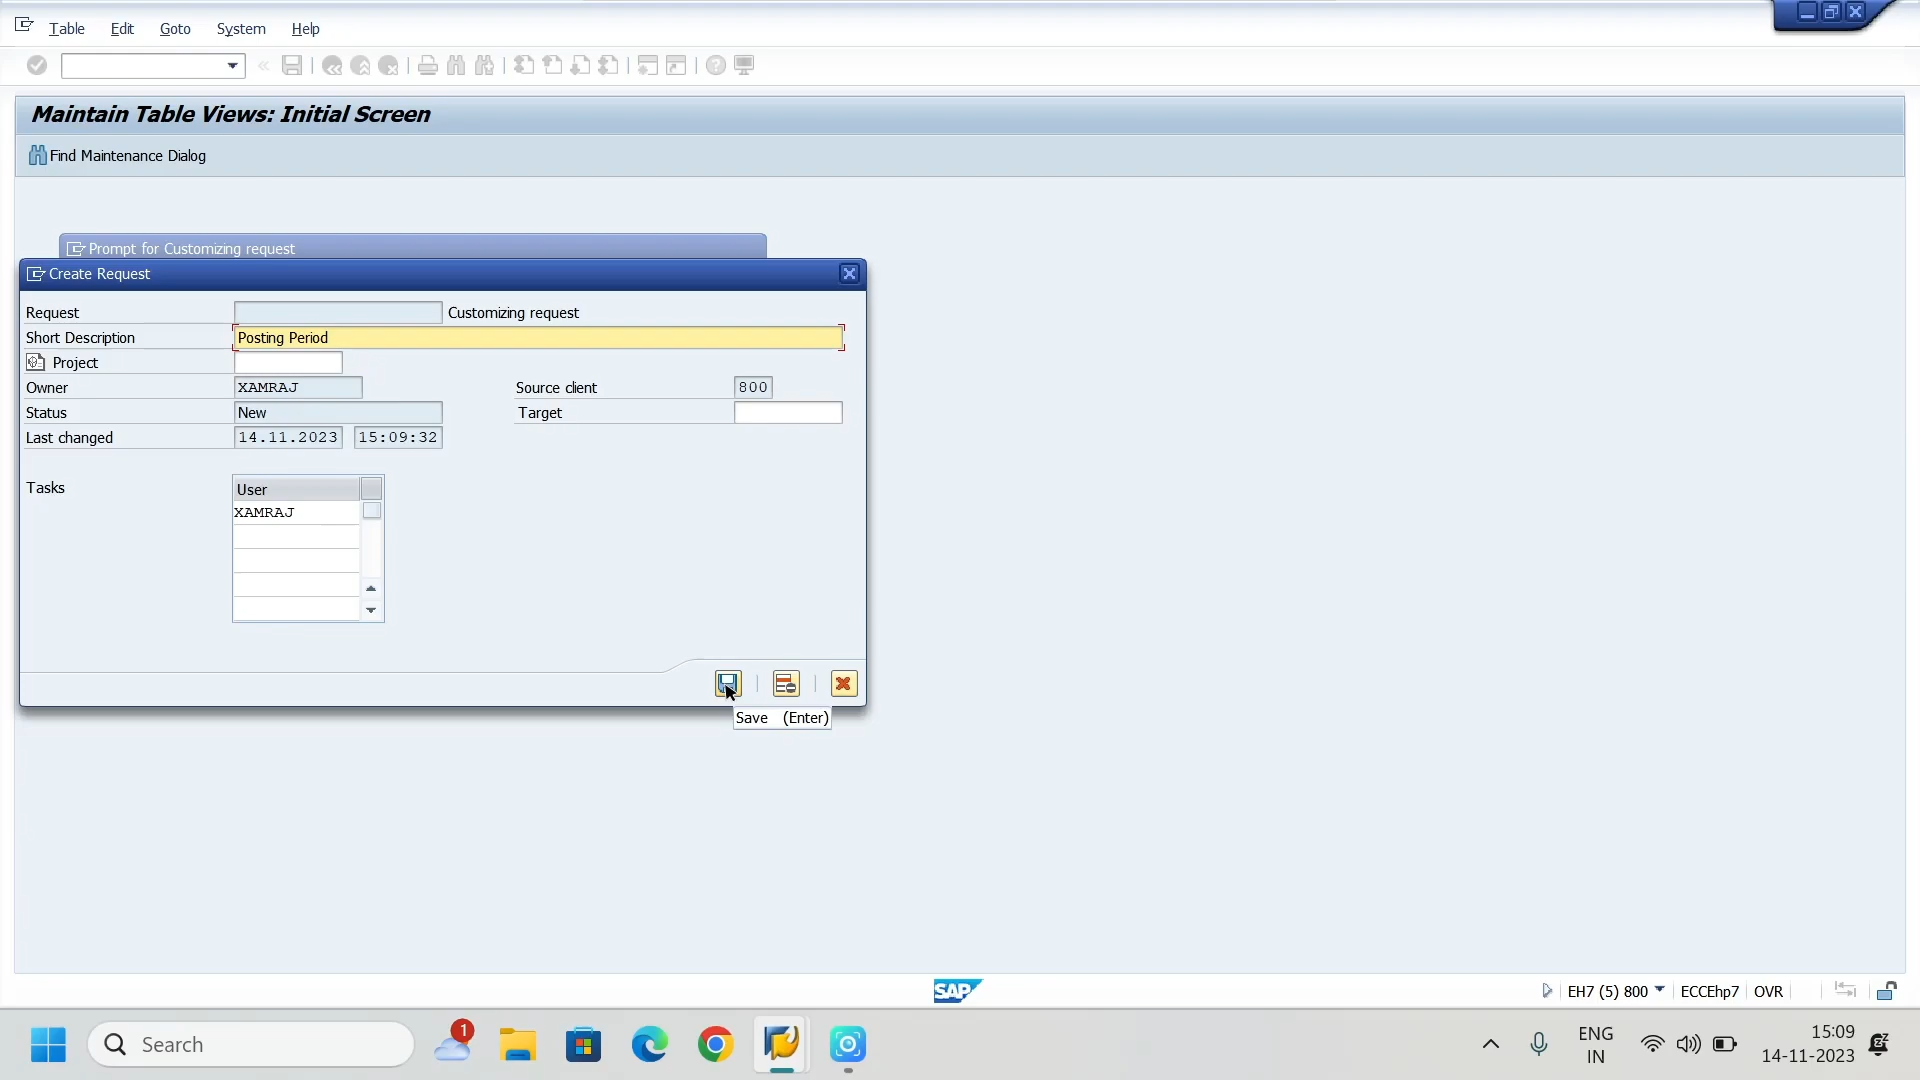 Table Edit Goto System Help
Maintain Table Views: Initial Screen
Find Maintenance Dialog
Prompt for Customizing request
Create Request
Request Customizing request
Short Description Posting Period
Project
Owner XAMRAJ Source client 800
Status New Target
Last changed 14.11.2023 15:09:32
Tasks User
XAMRAJ
Save (Enter)
SAP EH7 (5) 800 ECCEhp7 OVR
1
Search ENG 15:09
IN 14-11-2023